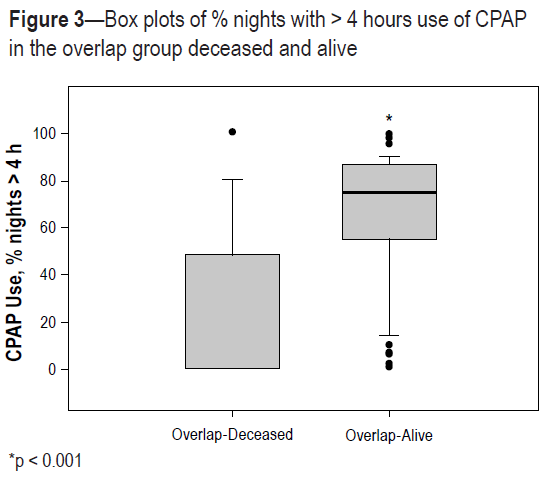 Figure 3—Box plots of % nights with > 4 hours use of CPAP
in the overlap group deceased and alive
*
100
80
60
40
20
0
CPAP Use, % nights > 4 h
Overlap-Deceased
Overlap-Alive
*p < 0.001